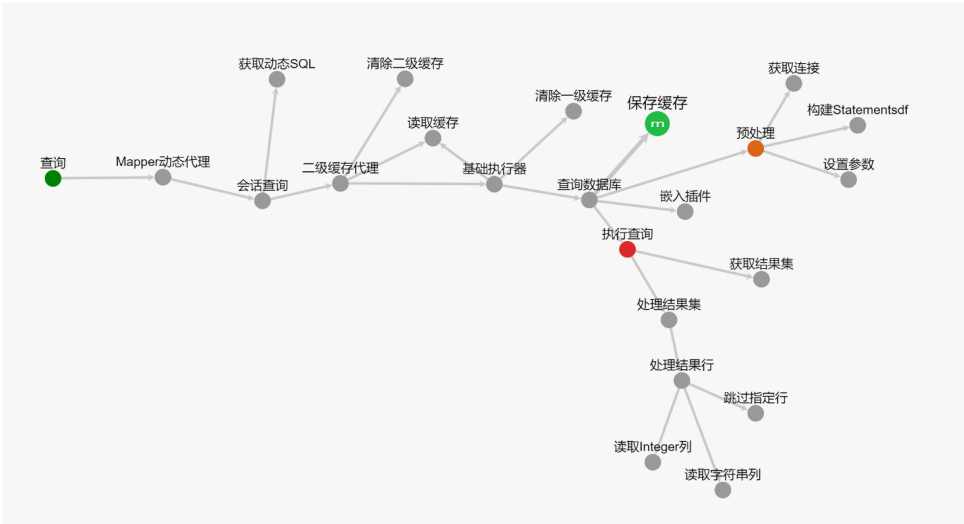 查询
Mapper动态代理
会话查询
获取动态SQL
二级缓存代理
清除二级缓存
读取缓存
基础执行器
清除一级缓存
查询数据库
保存缓存
m
预处理
获取连接
构建Statementsdf
设置参数
嵌入插件
执行查询
获取结果集
处理结果集
处理结果行
跳过指定行
读取Integer列
读取字符串列